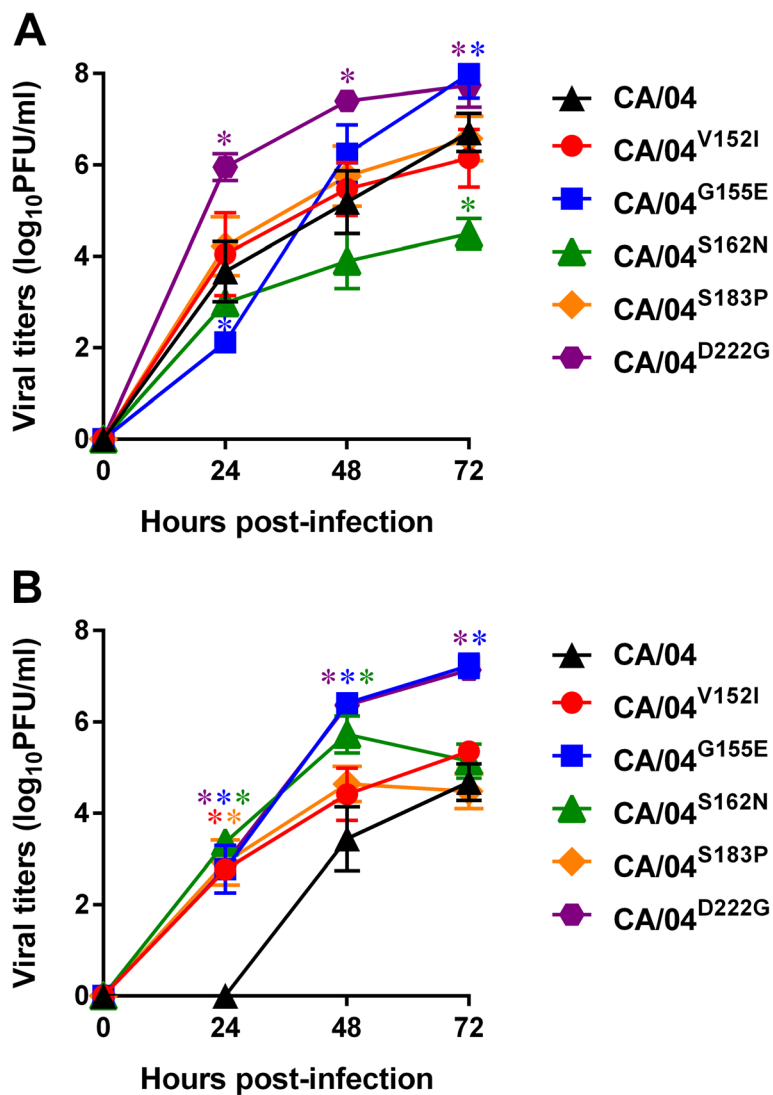 A
Viral titers (log10PFU/ml)
8
6
4
2
0
0 24 48 72
Hours post-infection
* * * * * *
CA/04
CA/04V152I
CA/04G155E
CA/04S162N
CA/04S183P
CA/04D222G
B
Viral titers (log10PFU/ml)
8
6
4
2
0
0 24 48 72
Hours post-infection
***
**
***
**
CA/04
CA/04V152I
CA/04G155E
CA/04S162N
CA/04S183P
CA/04D222G